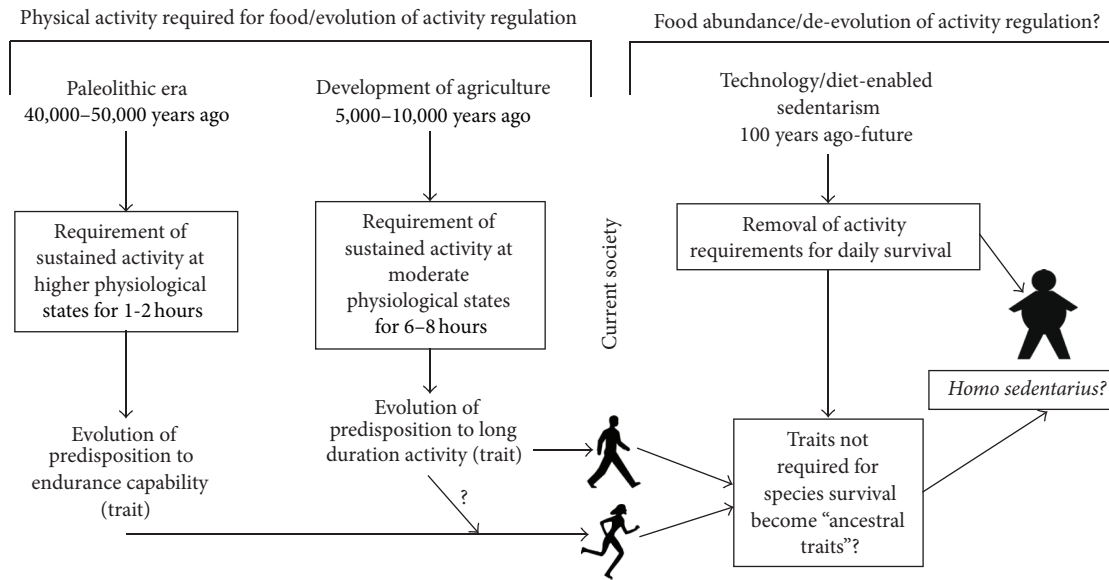 Physical activity required for food/evolution of activity regulation
Food abundance/de-evolution of activity regulation?
Paleolithic era
40,000–50,000 years ago
Development of agriculture
5,000–10,000 years ago
Technology/diet-enabled
sedentarism
100 years ago-future
Requirement of
sustained activity at
higher physiological
states for 1-2 hours
Requirement of
sustained activity at
moderate
physiological states
for 6–8 hours
Current society
Removal of activity
requirements for daily survival
Homo sedentarius?
Evolution of
predisposition to
endurance capability
(trait)
Evolution of
predisposition to long
duration activity (trait)
?
Traits not
required for
species survival
become “ancestral
traits”?